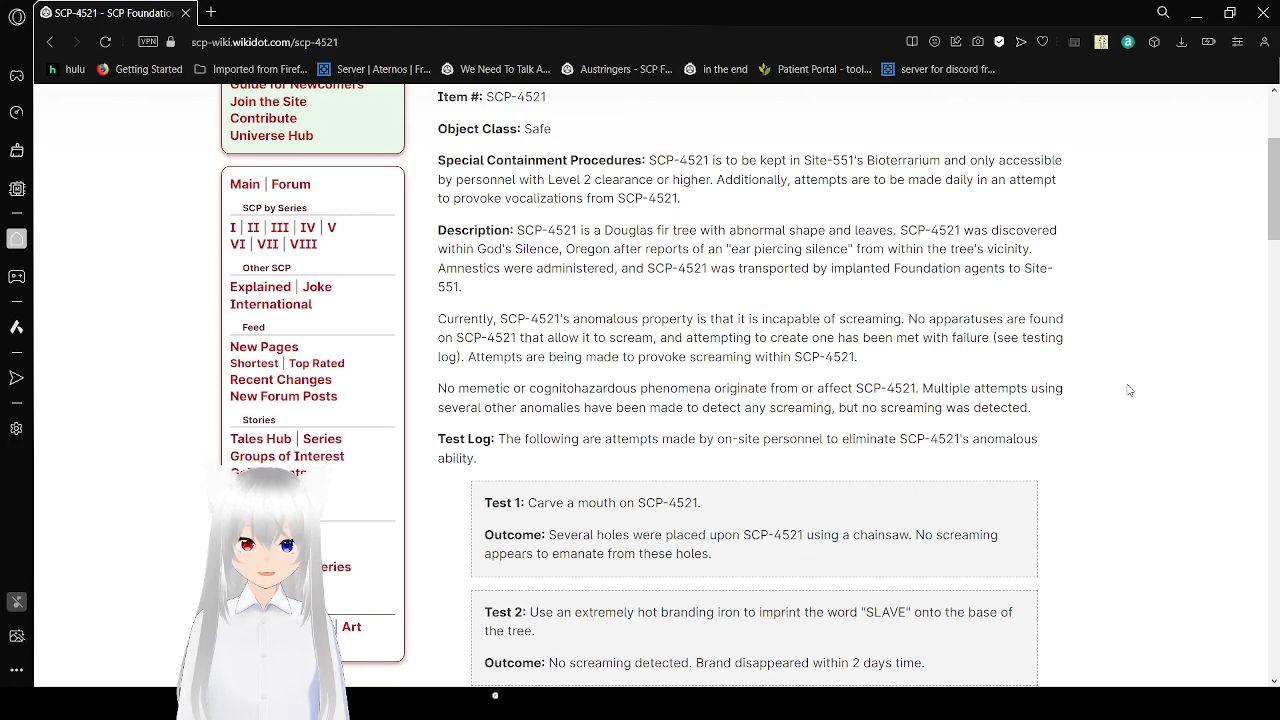 SCP-4521 - SCP Foundation
VPN
scp-wiki.wikidot.com/scp-4521
hulu
Getting Started
Imported from Firef...
Server | Aternos | Fr...
We Need To Talk A...
Austringers - SCP F...
in the end
Patient Portal - tool...
server for discord fr...
Guide for Newcomers
Join the Site
Contribute
Universe Hub
Main | Forum
SCP by Series
I | II | III | IV | V
VI | VII | VIII
Other SCP
Explained | Joke
International
Feed
New Pages
Shortest | Top Rated
Recent Changes
New Forum Posts
Stories
Tales Hub | Series
Groups of Interest
| Art
Item #: SCP-4521
Object Class: Safe
Special Containment Procedures: SCP-4521 is to be kept in Site-551's Bioterrarium and only accessible
by personnel with Level 2 clearance or higher. Additionally, attempts are to be made daily in an attempt
to provoke vocalizations from SCP-4521.
Description: SCP-4521 is a Douglas fir tree with abnormal shape and leaves. SCP-4521 was discovered
within God's Silence, Oregon after reports of an "ear piercing silence" from within the tree's vicinity.
Amnestics were administered, and SCP-4521 was transported by implanted Foundation agents to Site-
551.
Currently, SCP-4521's anomalous property is that it is incapable of screaming. No apparatuses are found
on SCP-4521 that allow it to scream, and attempting to create one has been met with failure (see testing
log). Attempts are being made to provoke screaming within SCP-4521.
No memetic or cognitohazardous phenomena originate from or affect SCP-4521. Multiple attempts using
several other anomalies have been made to detect any screaming, but no screaming was detected.
Test Log: The following are attempts made by on-site personnel to eliminate SCP-4521's anomalous
ability.
Test 1: Carve a mouth on SCP-4521.
Outcome: Several holes were placed upon SCP-4521 using a chainsaw. No screaming
appears to emanate from these holes.
Test 2: Use an extremely hot branding iron to imprint the word "SLAVE" onto the base of
the tree.
Outcome: No screaming detected. Brand disappeared within 2 days time.